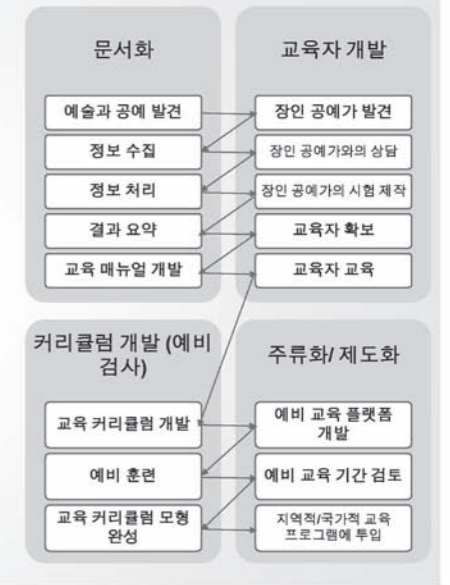 문서화
예술과 공예 발견
정보 수집
정보 처리
결과 요약
교육 매뉴얼 개발
교육자 개발
장인 공예가 발견
장인 공예가와의 상담
장인 공예가의 시험 제작
교육자 확보
교육자 교육
커리큘럼 개발 (예비
검사)
교육 커리큘럼 개발
예비 훈련
교육 커리큘럼 모형
완성
주류화/ 제도화
예비 교육 플랫폼
개발
예비 교육 기간 검토
지역적/국가적 교육
프로그램에 투입